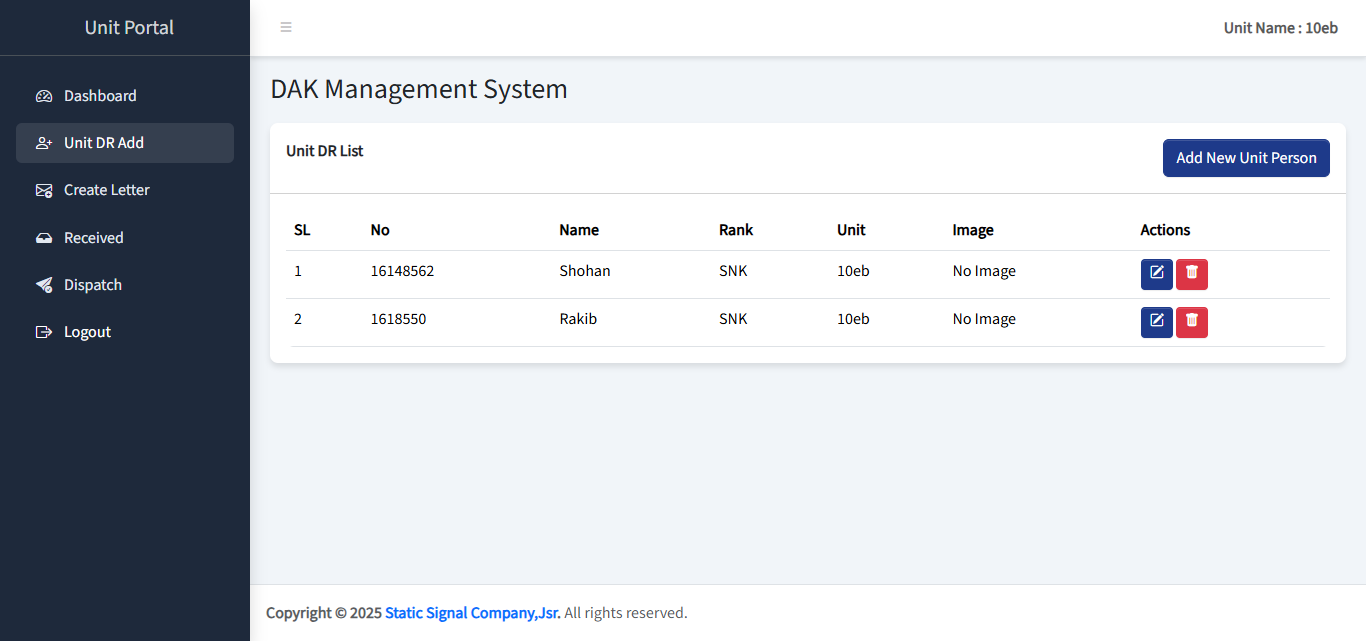 Unit Portal
Unit Name : 10eb
Dashboard
Unit DR Add
Create Letter
Received
Dispatch
Logout
DAK Management System
Unit DR List
Add New Unit Person
SL No Name Rank Unit Image Actions
1 16148562 Shohan SNK 10eb No Image
2 1618550 Rakib SNK 10eb No Image
Copyright © 2025 Static Signal Company,Jsr. All rights reserved.